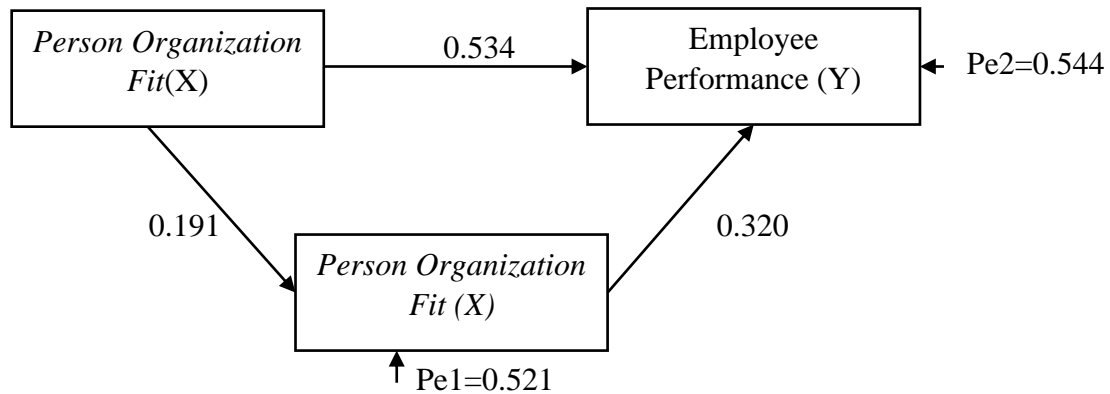 Person Organization
Fit(X)
0.534
Employee
Performance (Y)
Pe2=0.544
0.191
0.320
Person Organization
Fit (X)
Pe1=0.521